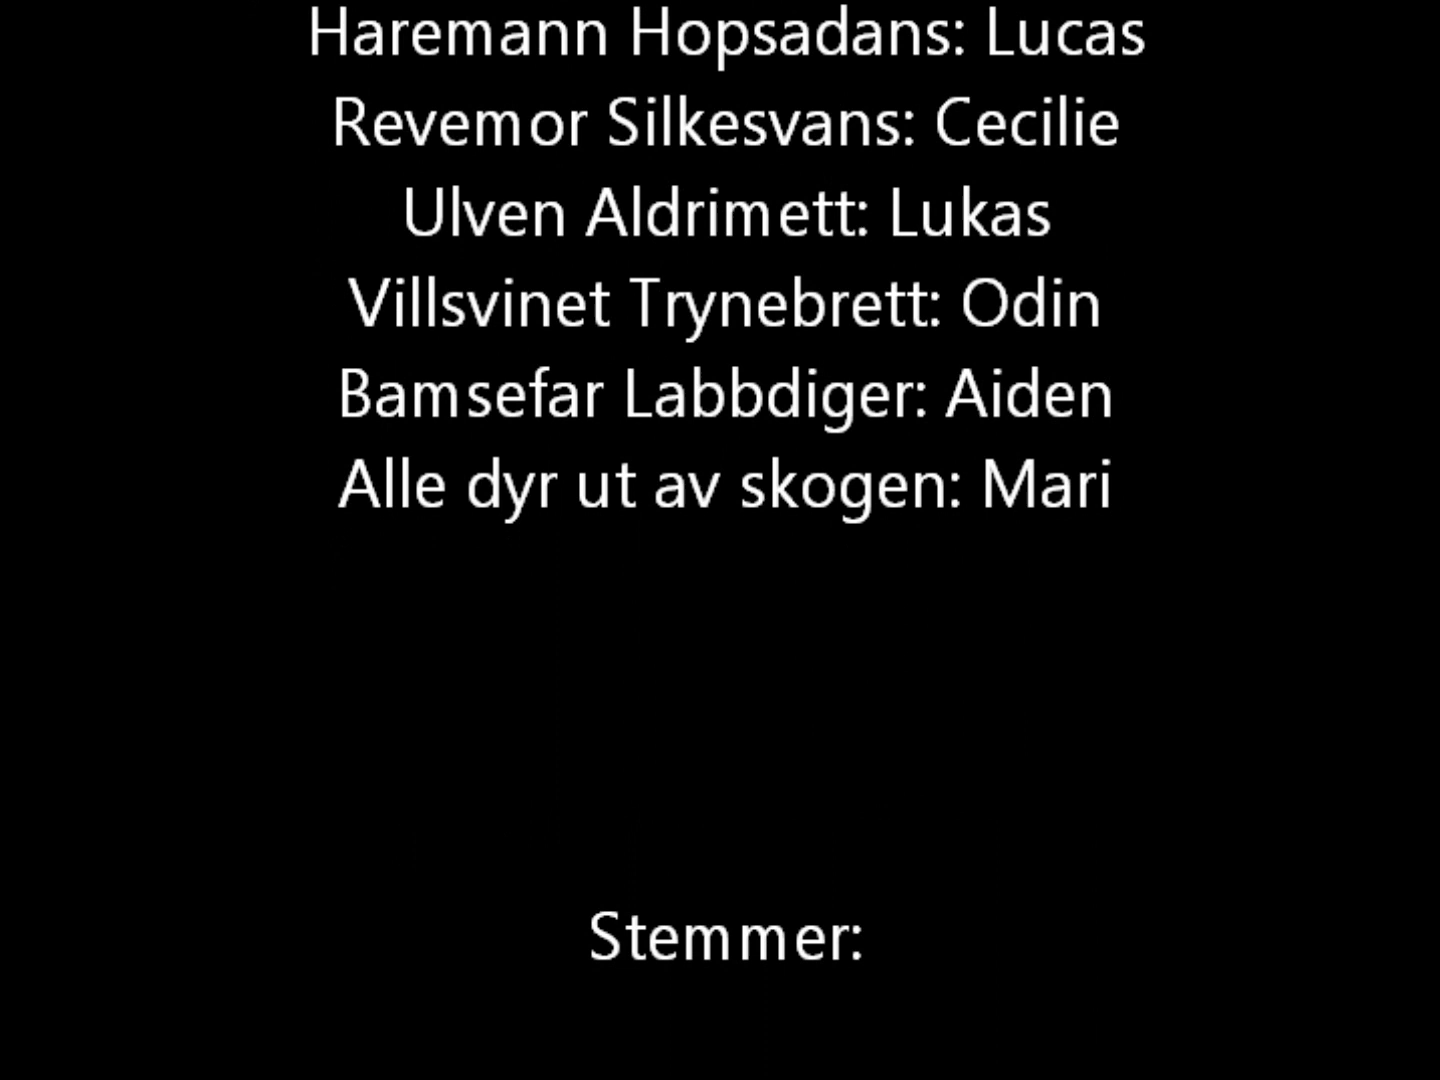 Haremann Hopsadans: Lucas
Revemor Silkesvans: Cecilie
Ulven Aldrimett: Lukas
Villsvinet Trynebrett: Odin
Bamsefar Labbdiger: Aiden
Alle dyr ut av skogen: Mari
Stemmer: